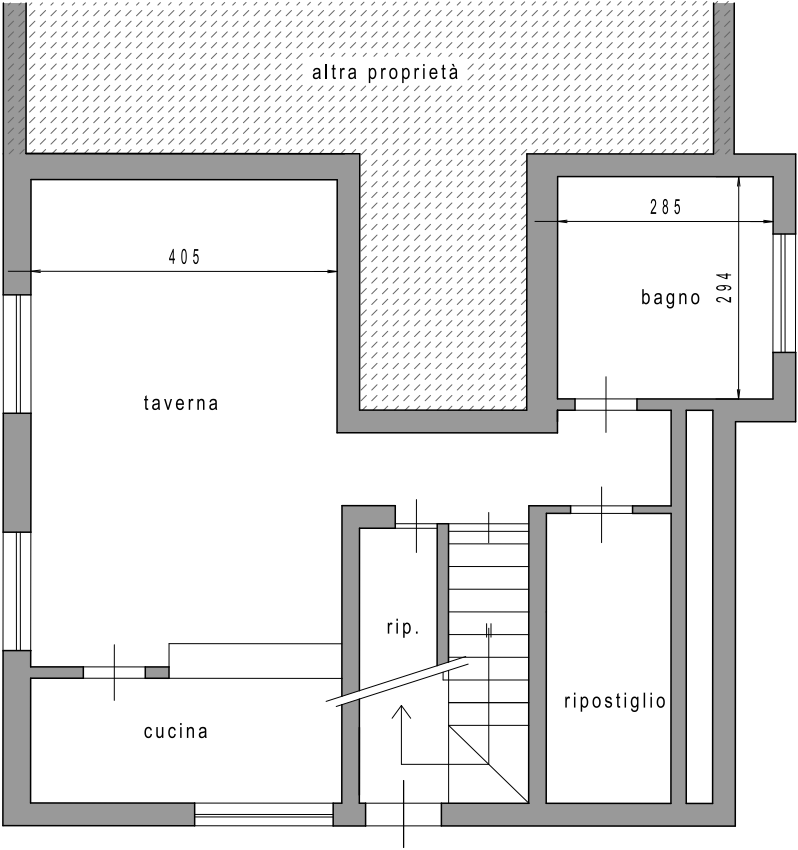 altra proprietà
285
405
294
bagno
taverna
rip.
ripostiglio
cucina